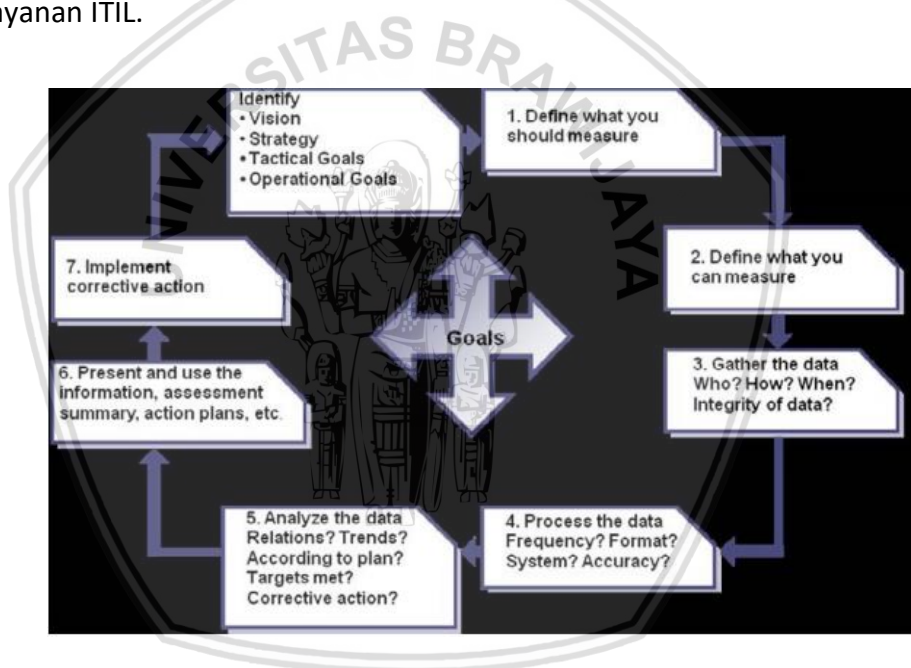 ayanan ITIL.
UNIVERSITAS BRAWIJAYA
Identify
• Vision
• Strategy
• Tactical Goals
• Operational Goals
1. Define what you
should measure
2. Define what you
can measure
3. Gather the data
Who? How? When?
Integrity of data?
4. Process the data
Frequency? Format?
System? Accuracy?
5. Analyze the data
Relations? Trends?
According to plan?
Targets met?
Corrective action?
6. Present and use the
information, assessment
summary, action plans, etc.
7. Implement
corrective action
Goals